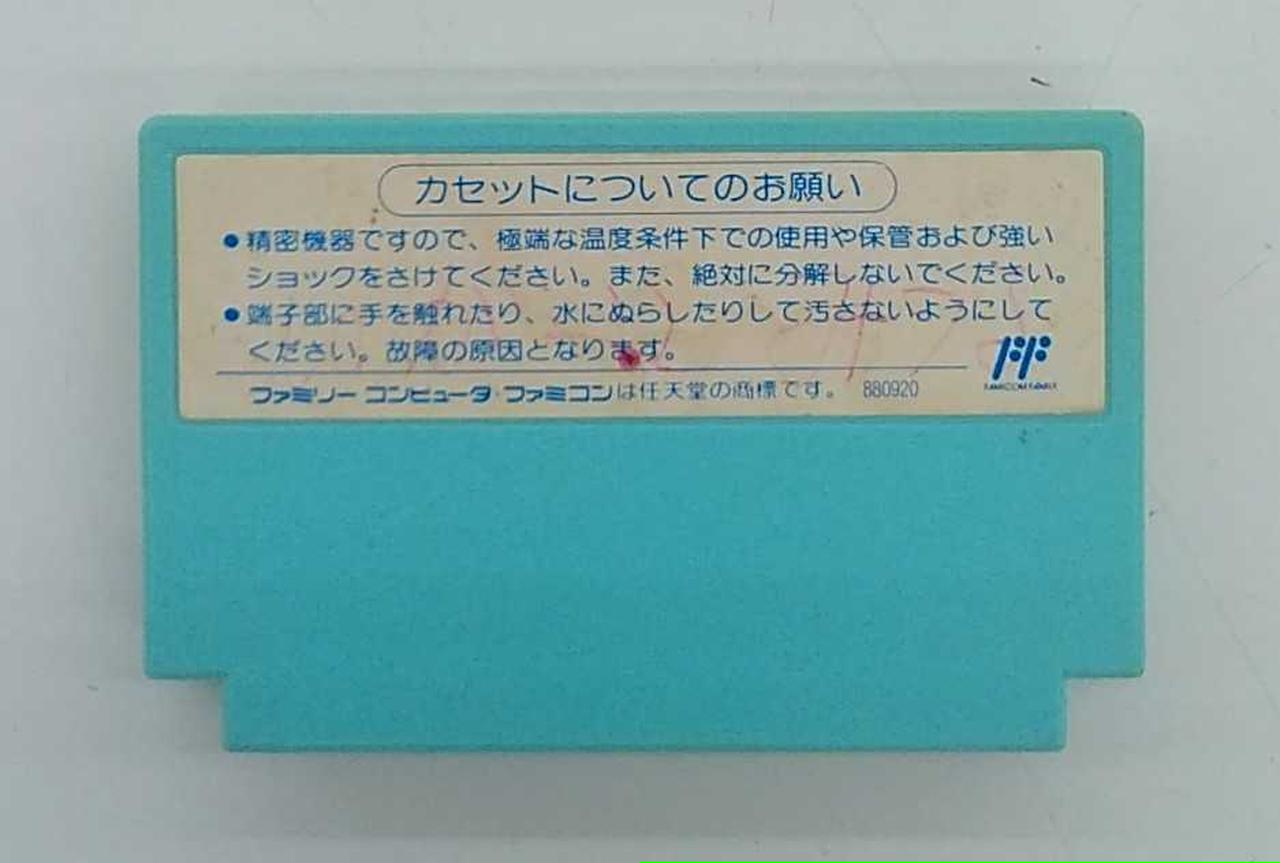 カセットについてのお願い
●精密機器ですので、極端な温度条件下での使用や保管および強い
ショックをさけてください。また、絶対に分解しないでください。
●端子部に手を触れたり、水にぬらしたりして汚さないようにして
ください。故障の原因となります。
ファミリーコンピュータ・ファミコンは任天堂の商標です。 880920
FAMICOM FAMILY